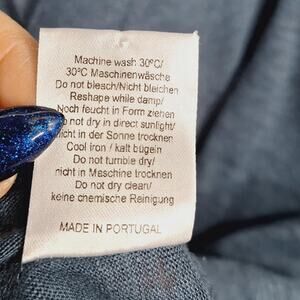 Machine wash 30ºC/
30ºC Maschinenwäsche
Do not bleach/Nicht bleichen
Reshape while damp/
Noch feucht in Form ziehen
Do not dry in direct sunlight/
nicht in der Sonne trocknen
Cool iron / kalt bügeln
Do not tumble dry/
nicht in Maschine trocknen
Do not dry clean/
keine chemische Reinigung
MADE IN PORTUGAL